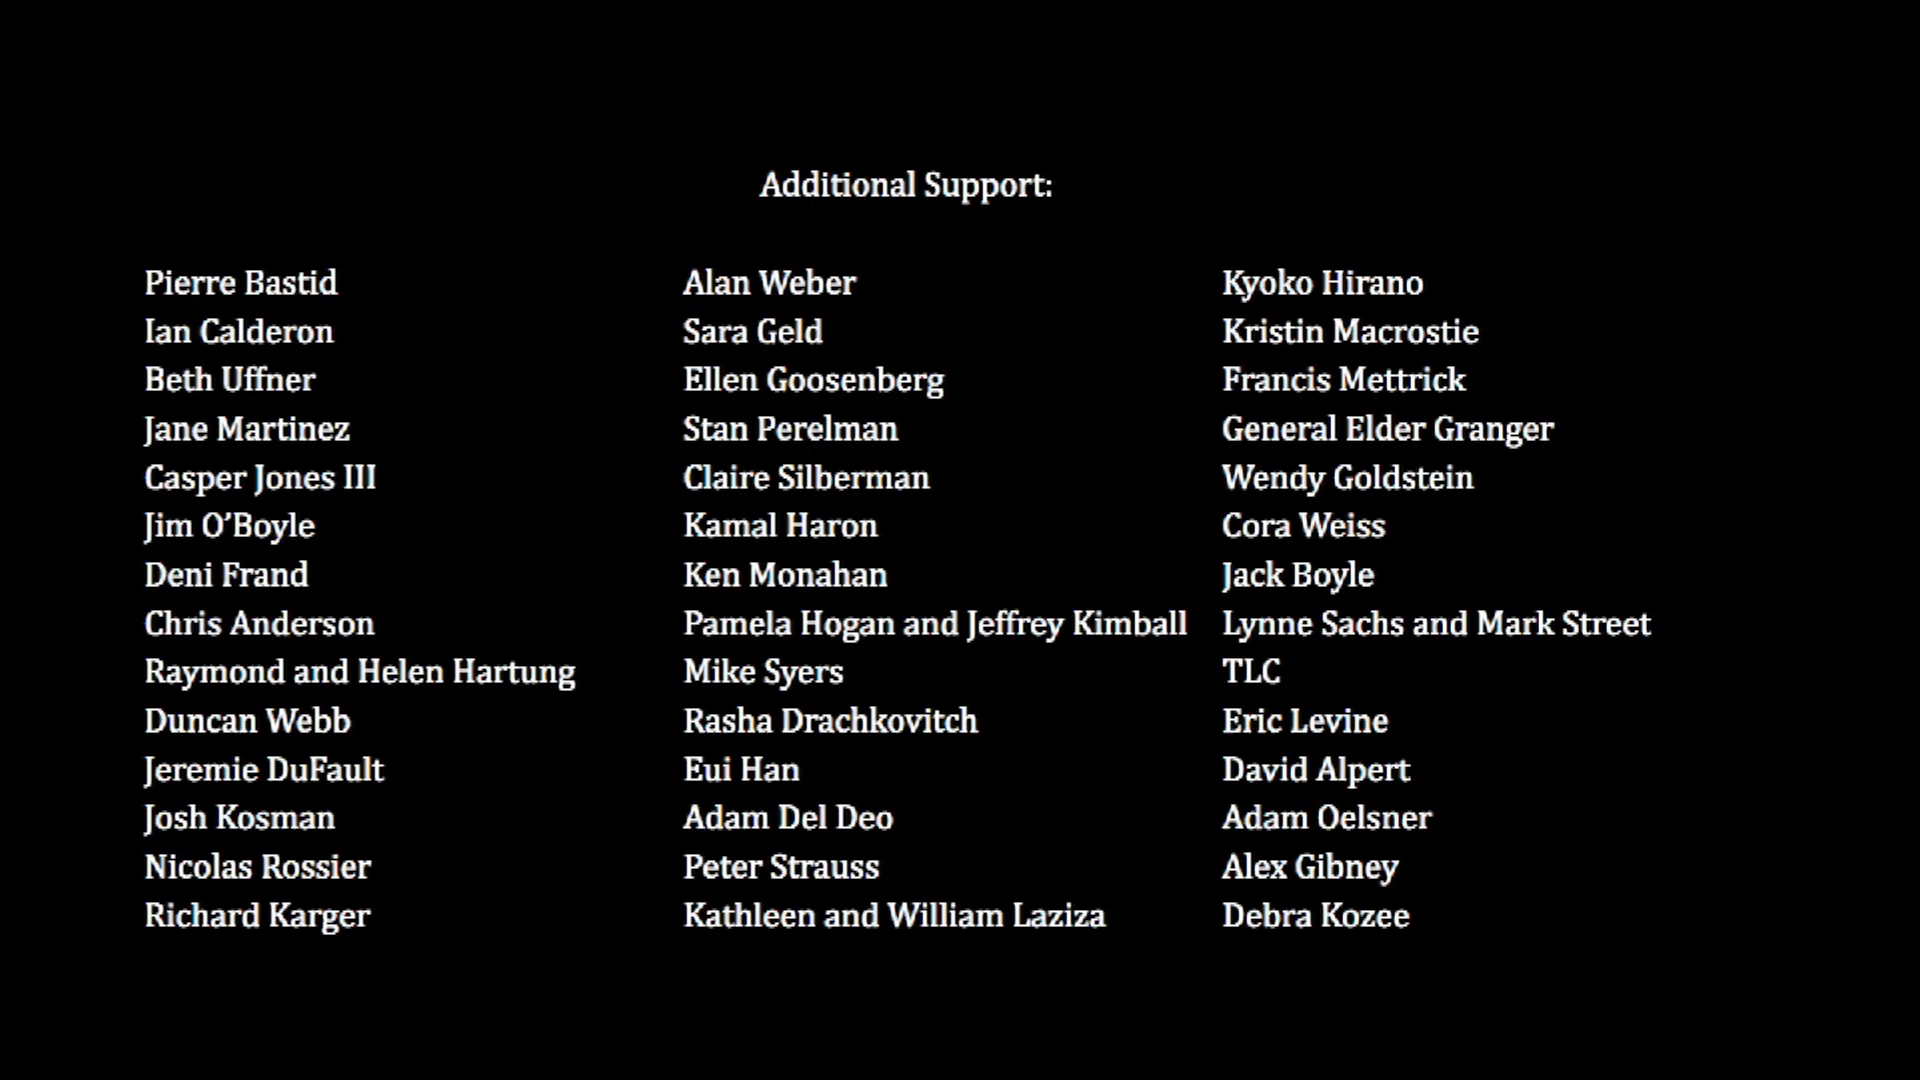 Additional Support:
Pierre Bastid
Ian Calderon
Beth Uffner
Jane Martinez
Casper Jones III
Jim O’Boyle
Deni Frand
Chris Anderson
Raymond and Helen Hartung
Duncan Webb
Jeremie DuFault
Josh Kosman
Nicolas Rossier
Richard Karger
Alan Weber
Sara Geld
Ellen Goosenberg
Stan Perelman
Claire Silberman
Kamal Haron
Ken Monahan
Pamela Hogan and Jeffrey Kimball
Mike Syers
Rasha Drachkovitch
Eui Han
Adam Del Deo
Peter Strauss
Kathleen and William Laziza
Kyoko Hirano
Kristin Macrostie
Francis Mettrick
General Elder Granger
Wendy Goldstein
Cora Weiss
Jack Boyle
Lynne Sachs and Mark Street
TLC
Eric Levine
David Alpert
Adam Oelsner
Alex Gibney
Debra Kozee